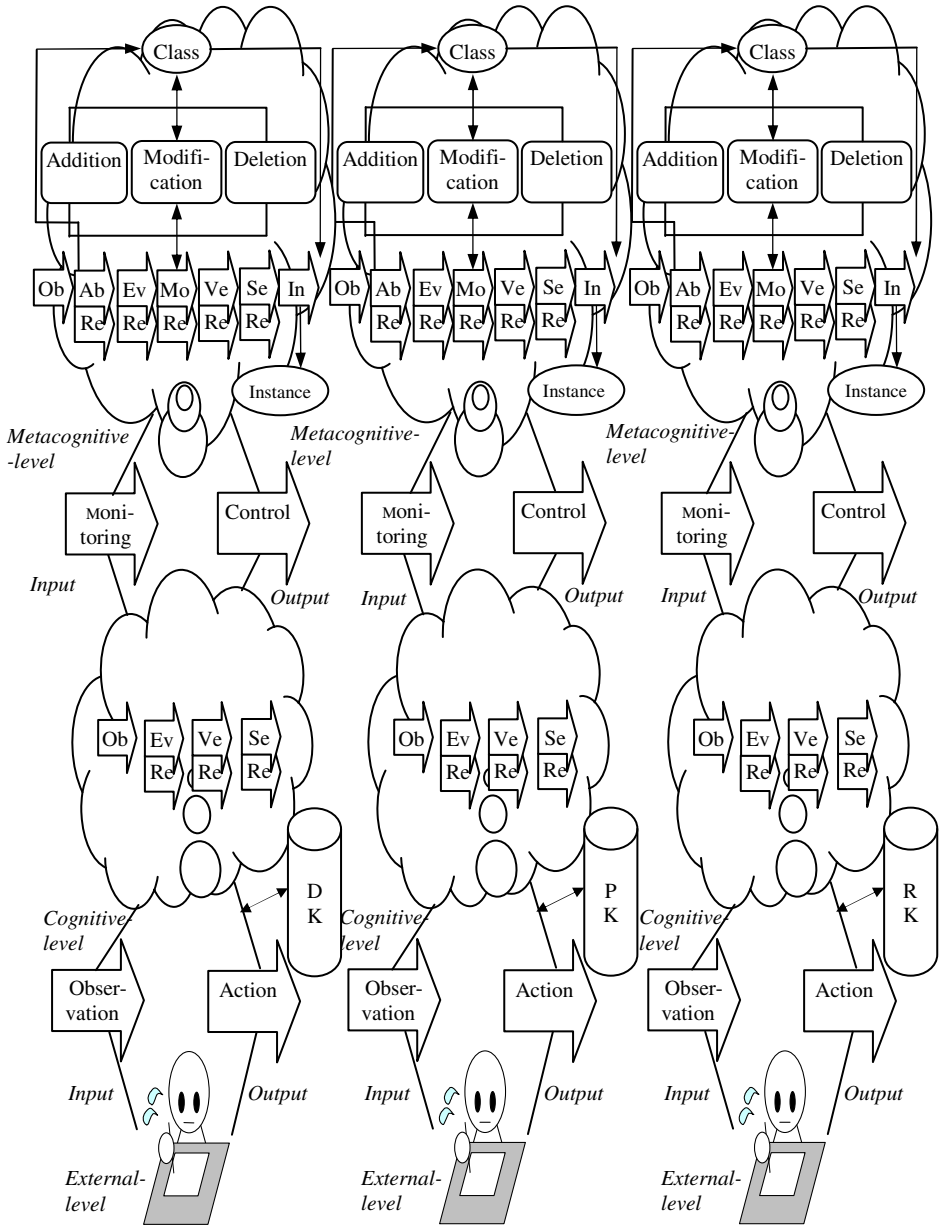 Class Class Class
Addition Modifi- Deletion Addition Modifi- Deletion Addition Modifi- Deletion
cation cation cation
Ob Ab Ev Mo Ve Se In Ob Ab Ev Mo Ve Se In Ob Ab Ev Mo Ve Se In
Re Re Re Re Re Re Re Re Re Re Re Re Re Re Re
Instance Instance Instance
Metacognitive Metacognitive- Metacognitive-
-level level level
Moni- Control Moni- Control Moni- Control
toring toring toring
Input Output Input Output Input Output
Ob Ev Ve Se Ob Ev Ve Se Ob Ev Ve Se
Re Re Re Re Re Re Re Re Re
D P R
K K K
Cognitive- Cognitive- Cognitive-
level level level
Obser- Action Obser- Action Obser- Action
vation vation vation
Input Output Input Output Input Output
External- External- External-
level level level